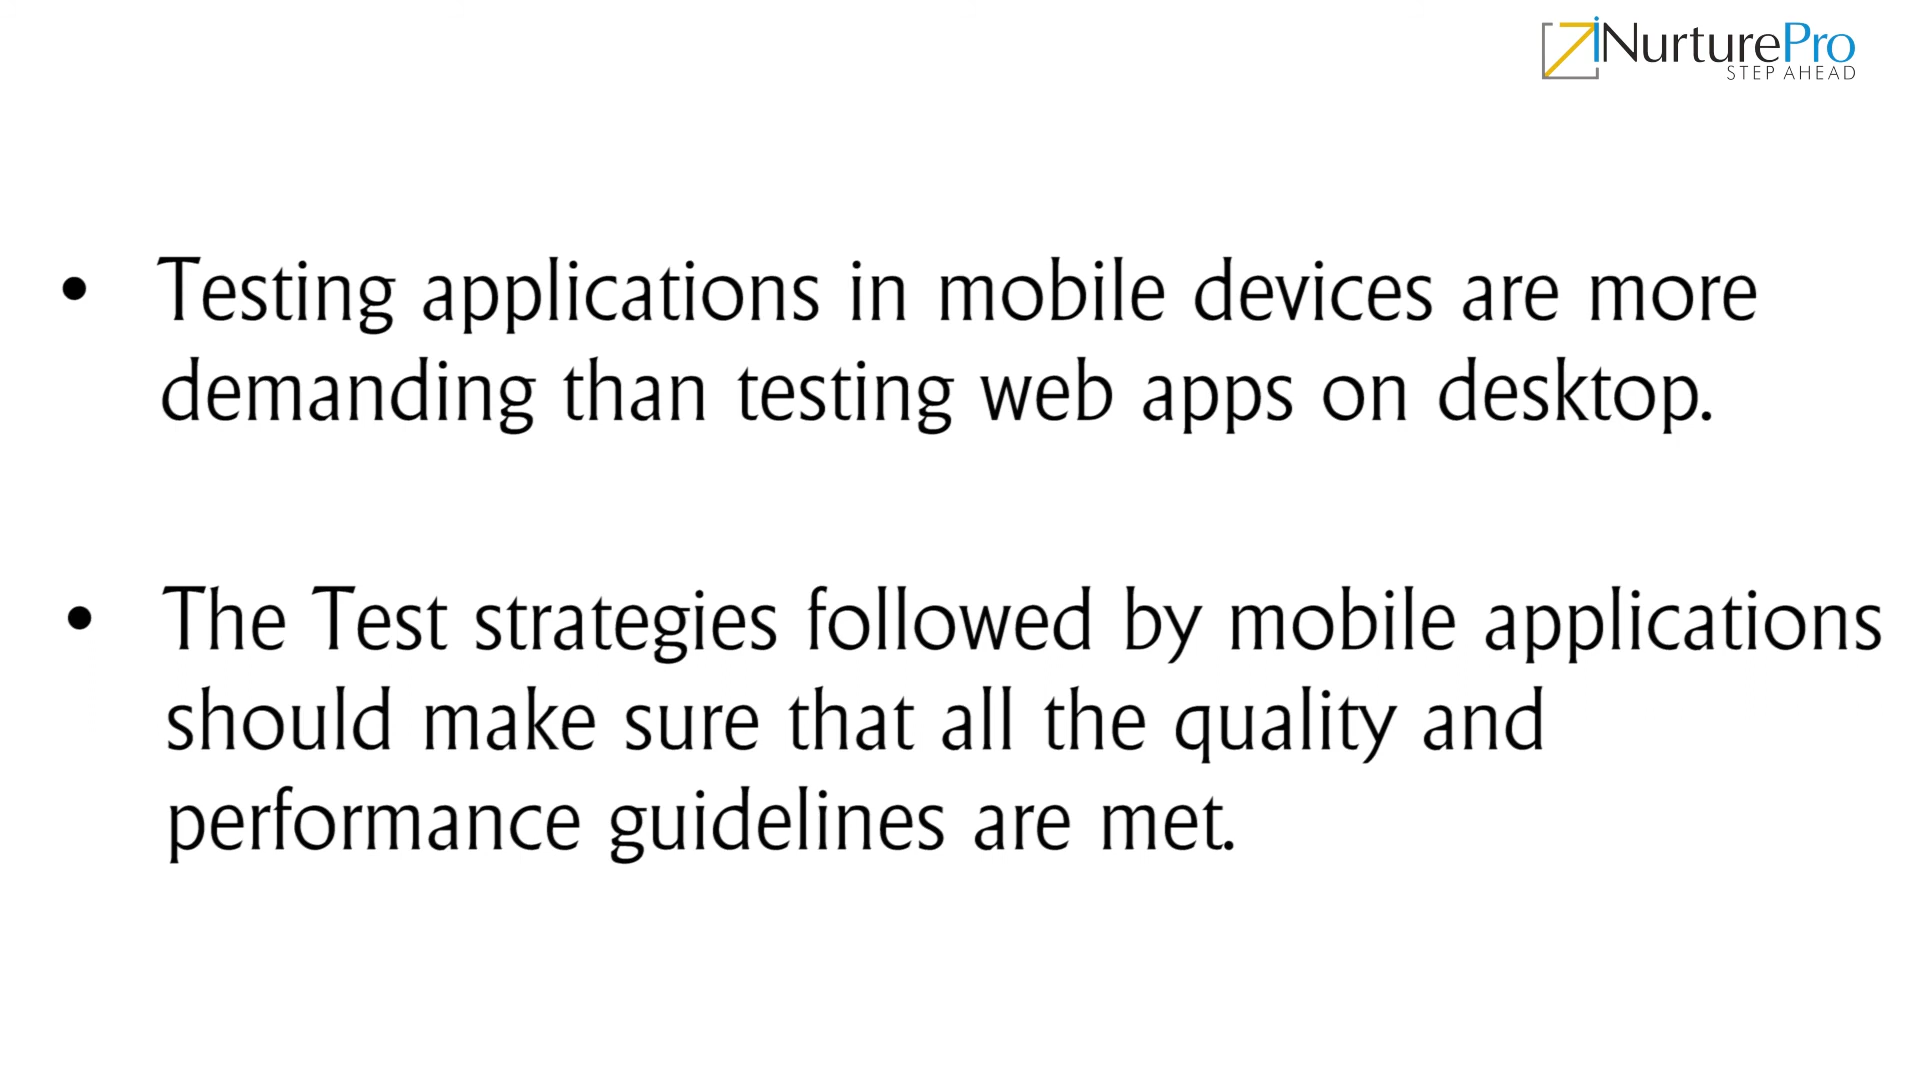 iNurturePro
STEP AHEAD
• Testing applications in mobile devices are more
demanding than testing web apps on desktop.
• The Test strategies followed by mobile applications
should make sure that all the quality and
performance guidelines are met.